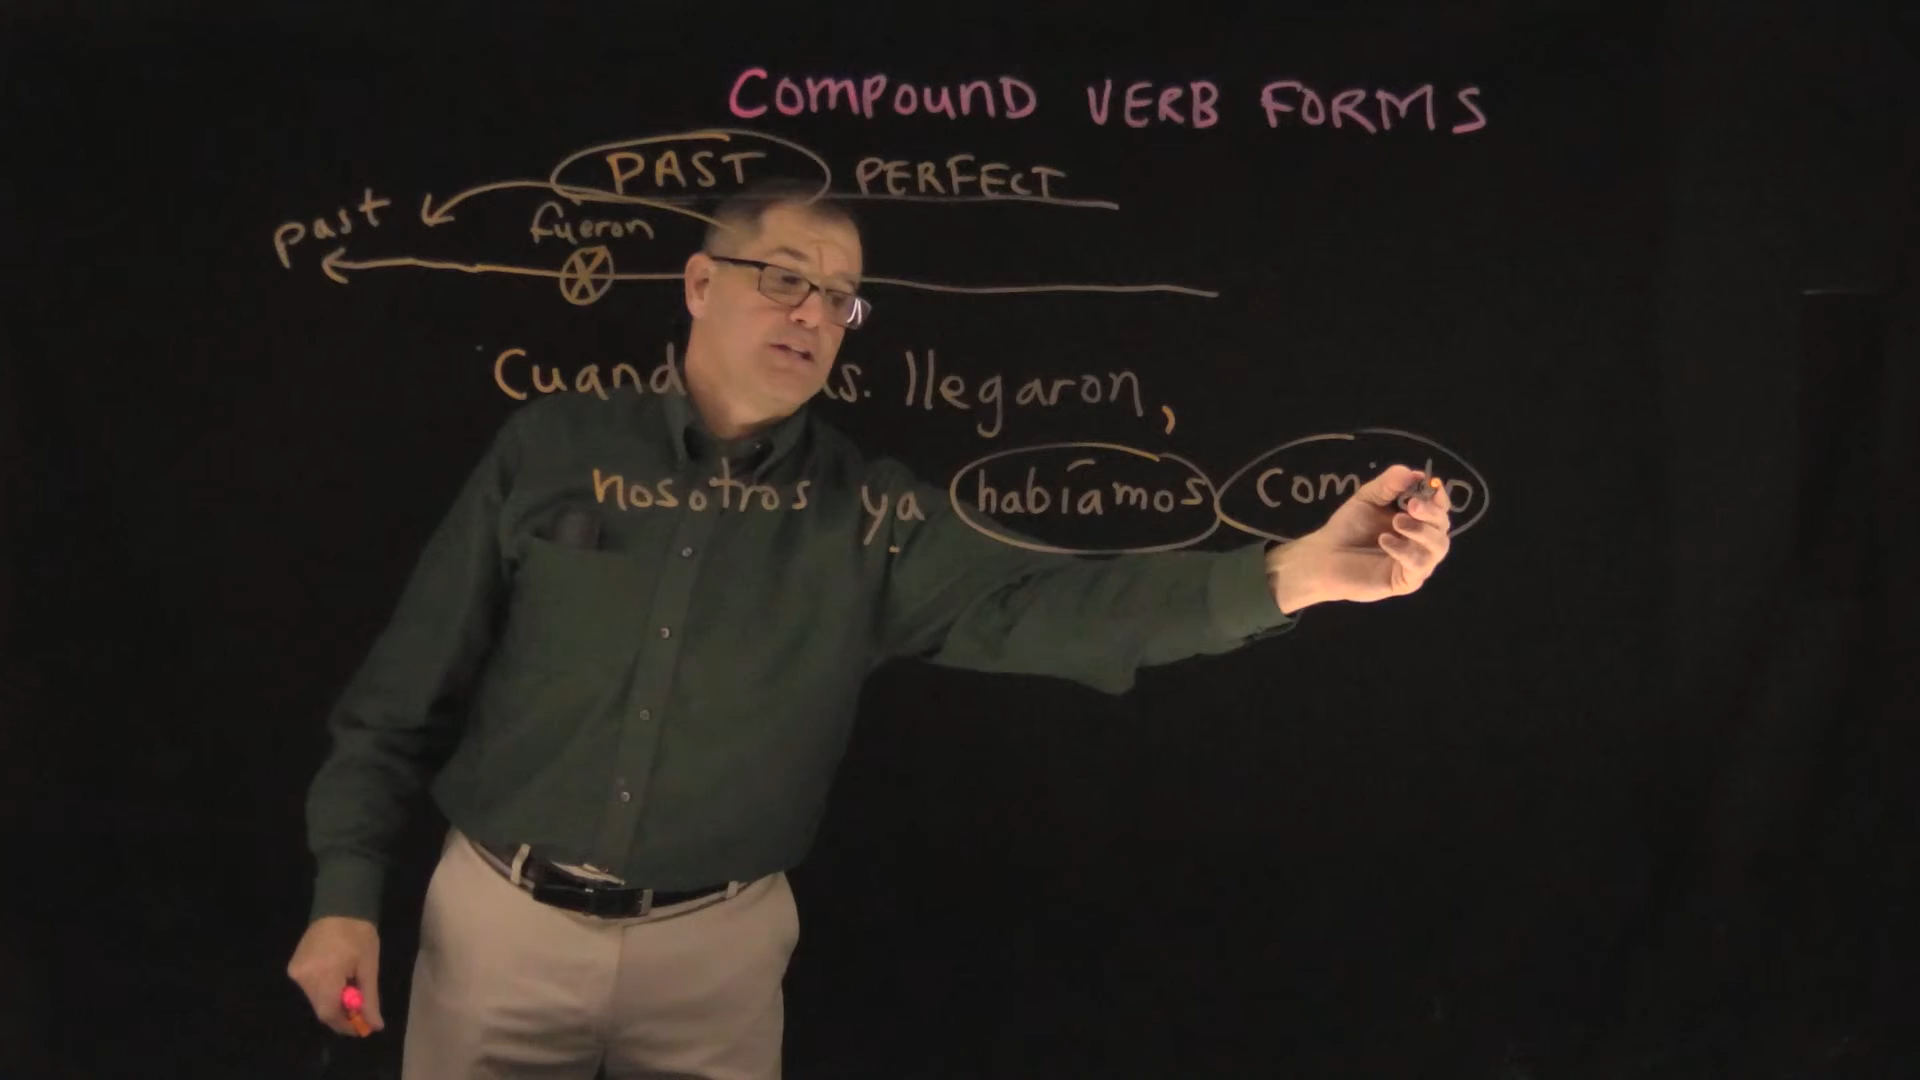 COMPOUND VERB FORMS
PAST PERFECT
past
fueron
llegaron,
nosotros ya habíamos